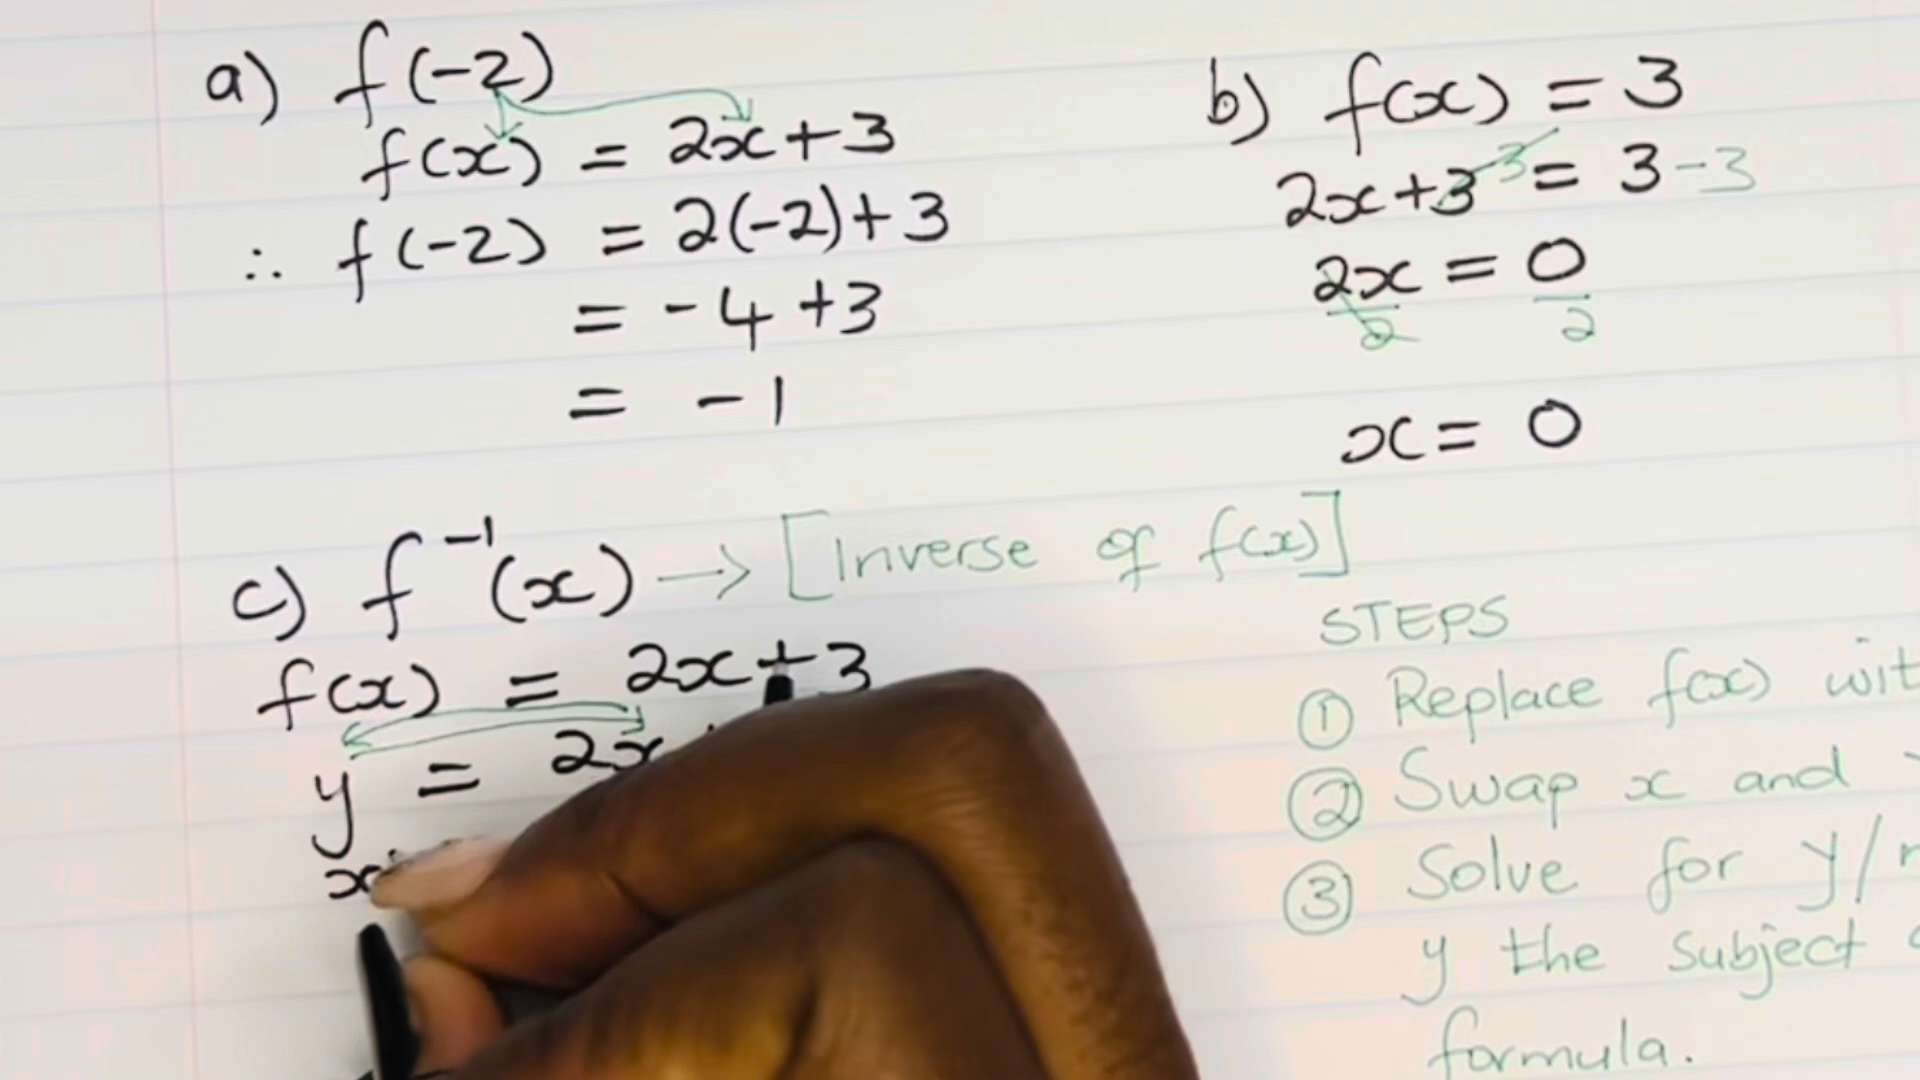 a) f(-2)
f(x) = 2x+3
∴ f(-2) = 2(-2)+3
= -4 +3
= -1
b) f(x) = 3
2x+3 -3 = 3 -3
2x = 0
2 2
x = 0
c) f⁻¹(x) → [Inverse of f(x)]
f(x) = 2x+3
y = 2x
x
STEPS
① Replace f(x)
② Swap x and
③ Solve for y/
y the subject
formula.